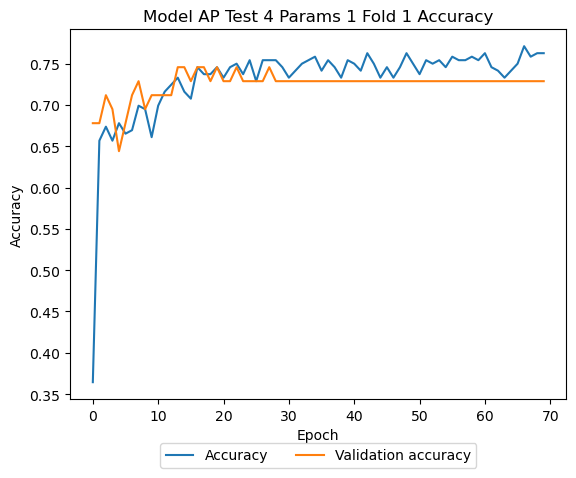 Model AP Test 4 Params 1 Fold 1 Accuracy
0.75
0.70
0.65
0.60
0.55
0.50
0.45
0.40
0.35
Accuracy
0 10 20 30 40 50 60 70
Epoch
Accuracy Validation accuracy